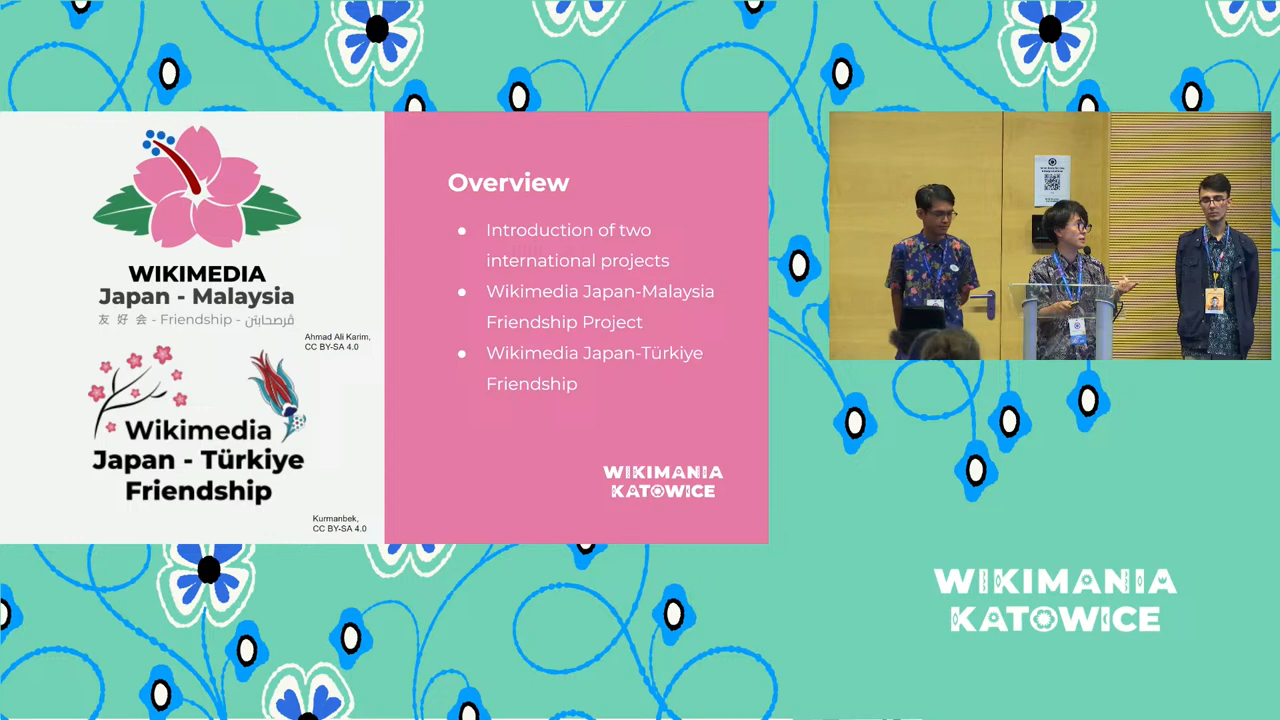 WIKIMEDIA
Japan - Malaysia
友 好 会 - Friendship - ڤرصحابتن
Ahmad Ali Karim,
CC BY-SA 4.0
Wikimedia
Japan - Türkiye
Friendship
Kurmanbek,
CC BY-SA 4.0
Overview
● Introduction of two
international projects
● Wikimedia Japan-Malaysia
Friendship Project
● Wikimedia Japan-Türkiye
Friendship
WIKIMANIA
KATOWICE
WIKIMANIA
KATOWICE